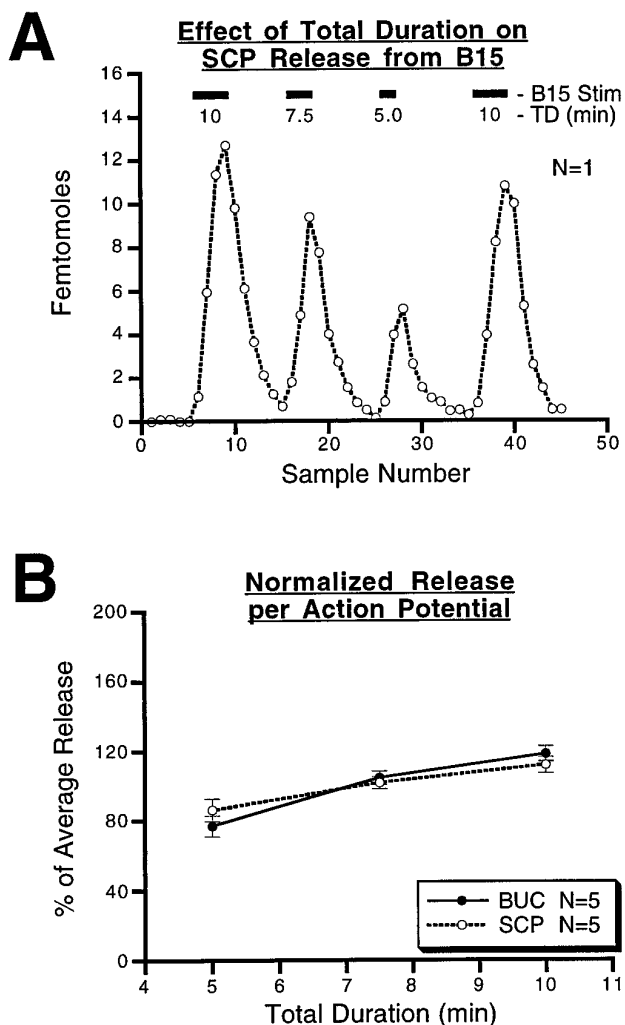 A
Effect of Total Duration on
SCP Release from B15
16
14
12
10
8
6
4
2
0
Femtomoles
- B15 Stim
10 7.5 5.0 10 - TD (min)
N=1
0 10 20 30 40 50
Sample Number
B
Normalized Release
per Action Potential
200
160
120
80
40
0
% of Average Release
BUC N=5
SCP N=5
4 5 6 7 8 9 10 11
Total Duration (min)